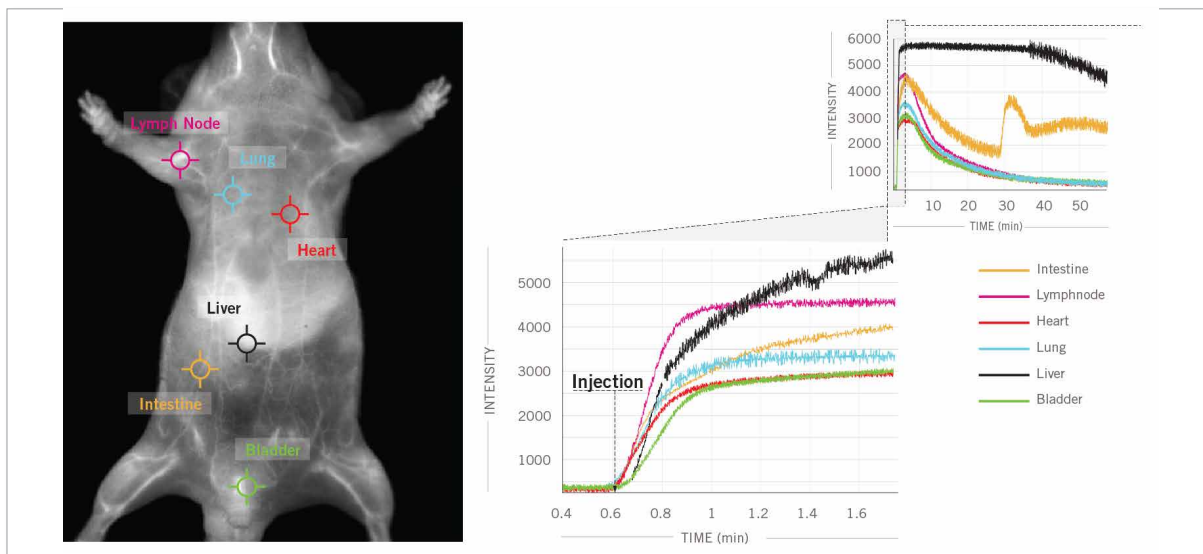 Lymph Node
Lung
Heart
Liver
Intestine
Bladder
6000
5000
4000
3000
2000
1000
INTENSITY
10 20 30 40 50
TIME (min)
5000
4000
3000
2000
1000
INTENSITY
Injection
0.4 0.6 0.8 1 1.2 1.4 1.6
TIME (min)
Intestine
Lymphnode
Heart
Lung
Liver
Bladder